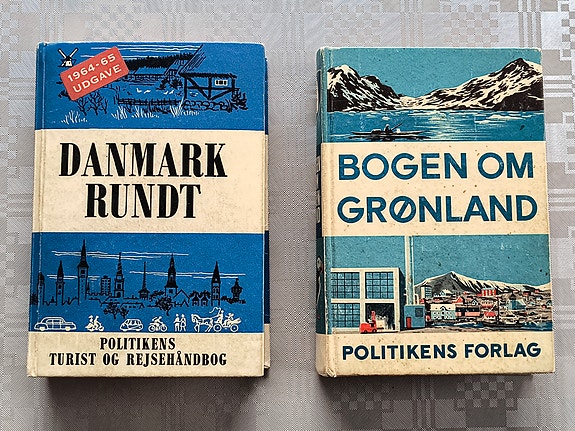 1964-65
UDGAVE
DANMARK
RUNDT
POLITIKENS
TURIST OG REJSEHÅNDBOG
BOGEN OM
GRØNLAND
POLITIKENS FORLAG